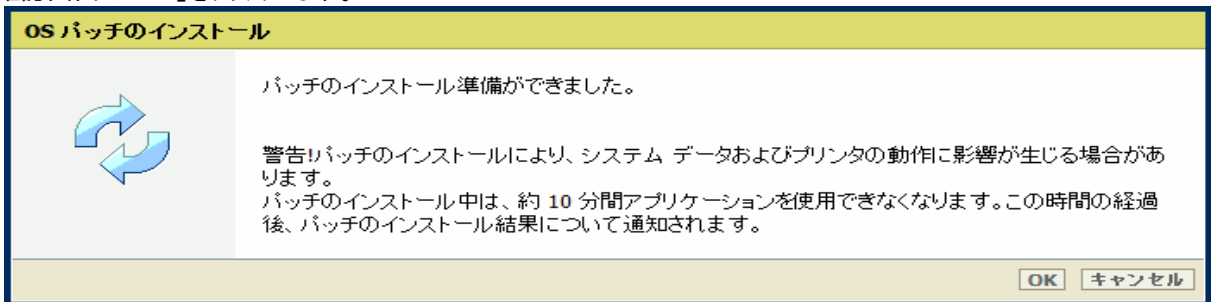 OS パッチのインストール
パッチのインストール準備ができました。
警告!パッチのインストールにより、システム データおよびプリンタの動作に影響が生じる場合があ
ります。
パッチのインストール中は、約 10 分間アプリケーションを使用できなくなります。この時間の経過
後、パッチのインストール結果について通知されます。
OK キャンセル